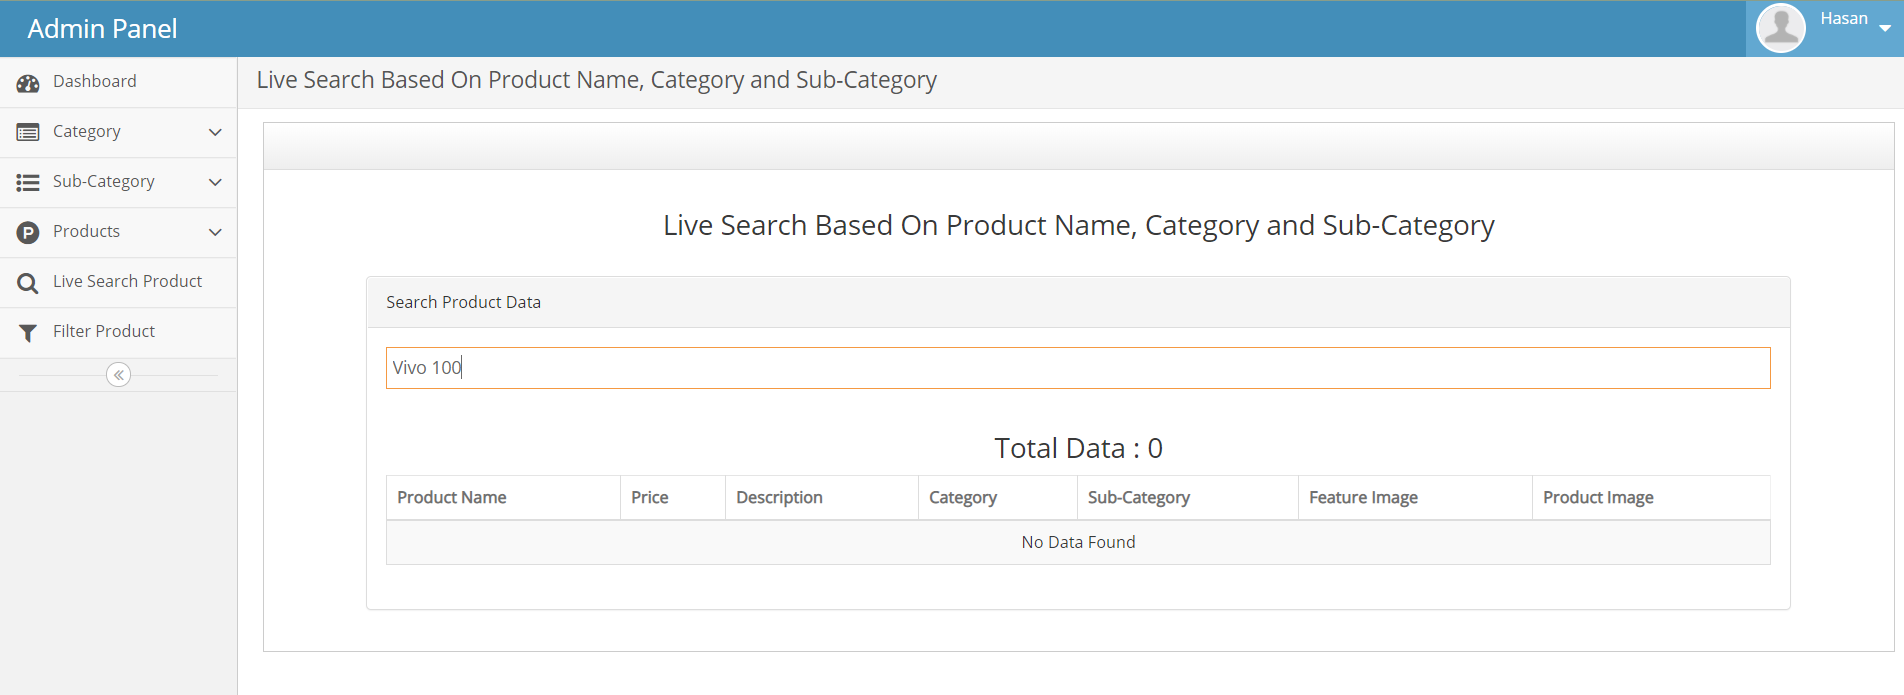 Admin Panel
Hasan
Dashboard
Category
Sub-Category
Products
Live Search Product
Filter Product
Live Search Based On Product Name, Category and Sub-Category
Live Search Based On Product Name, Category and Sub-Category
Search Product Data
Vivo 100
Total Data : 0
Product Name Price Description Category Sub-Category Feature Image Product Image
No Data Found